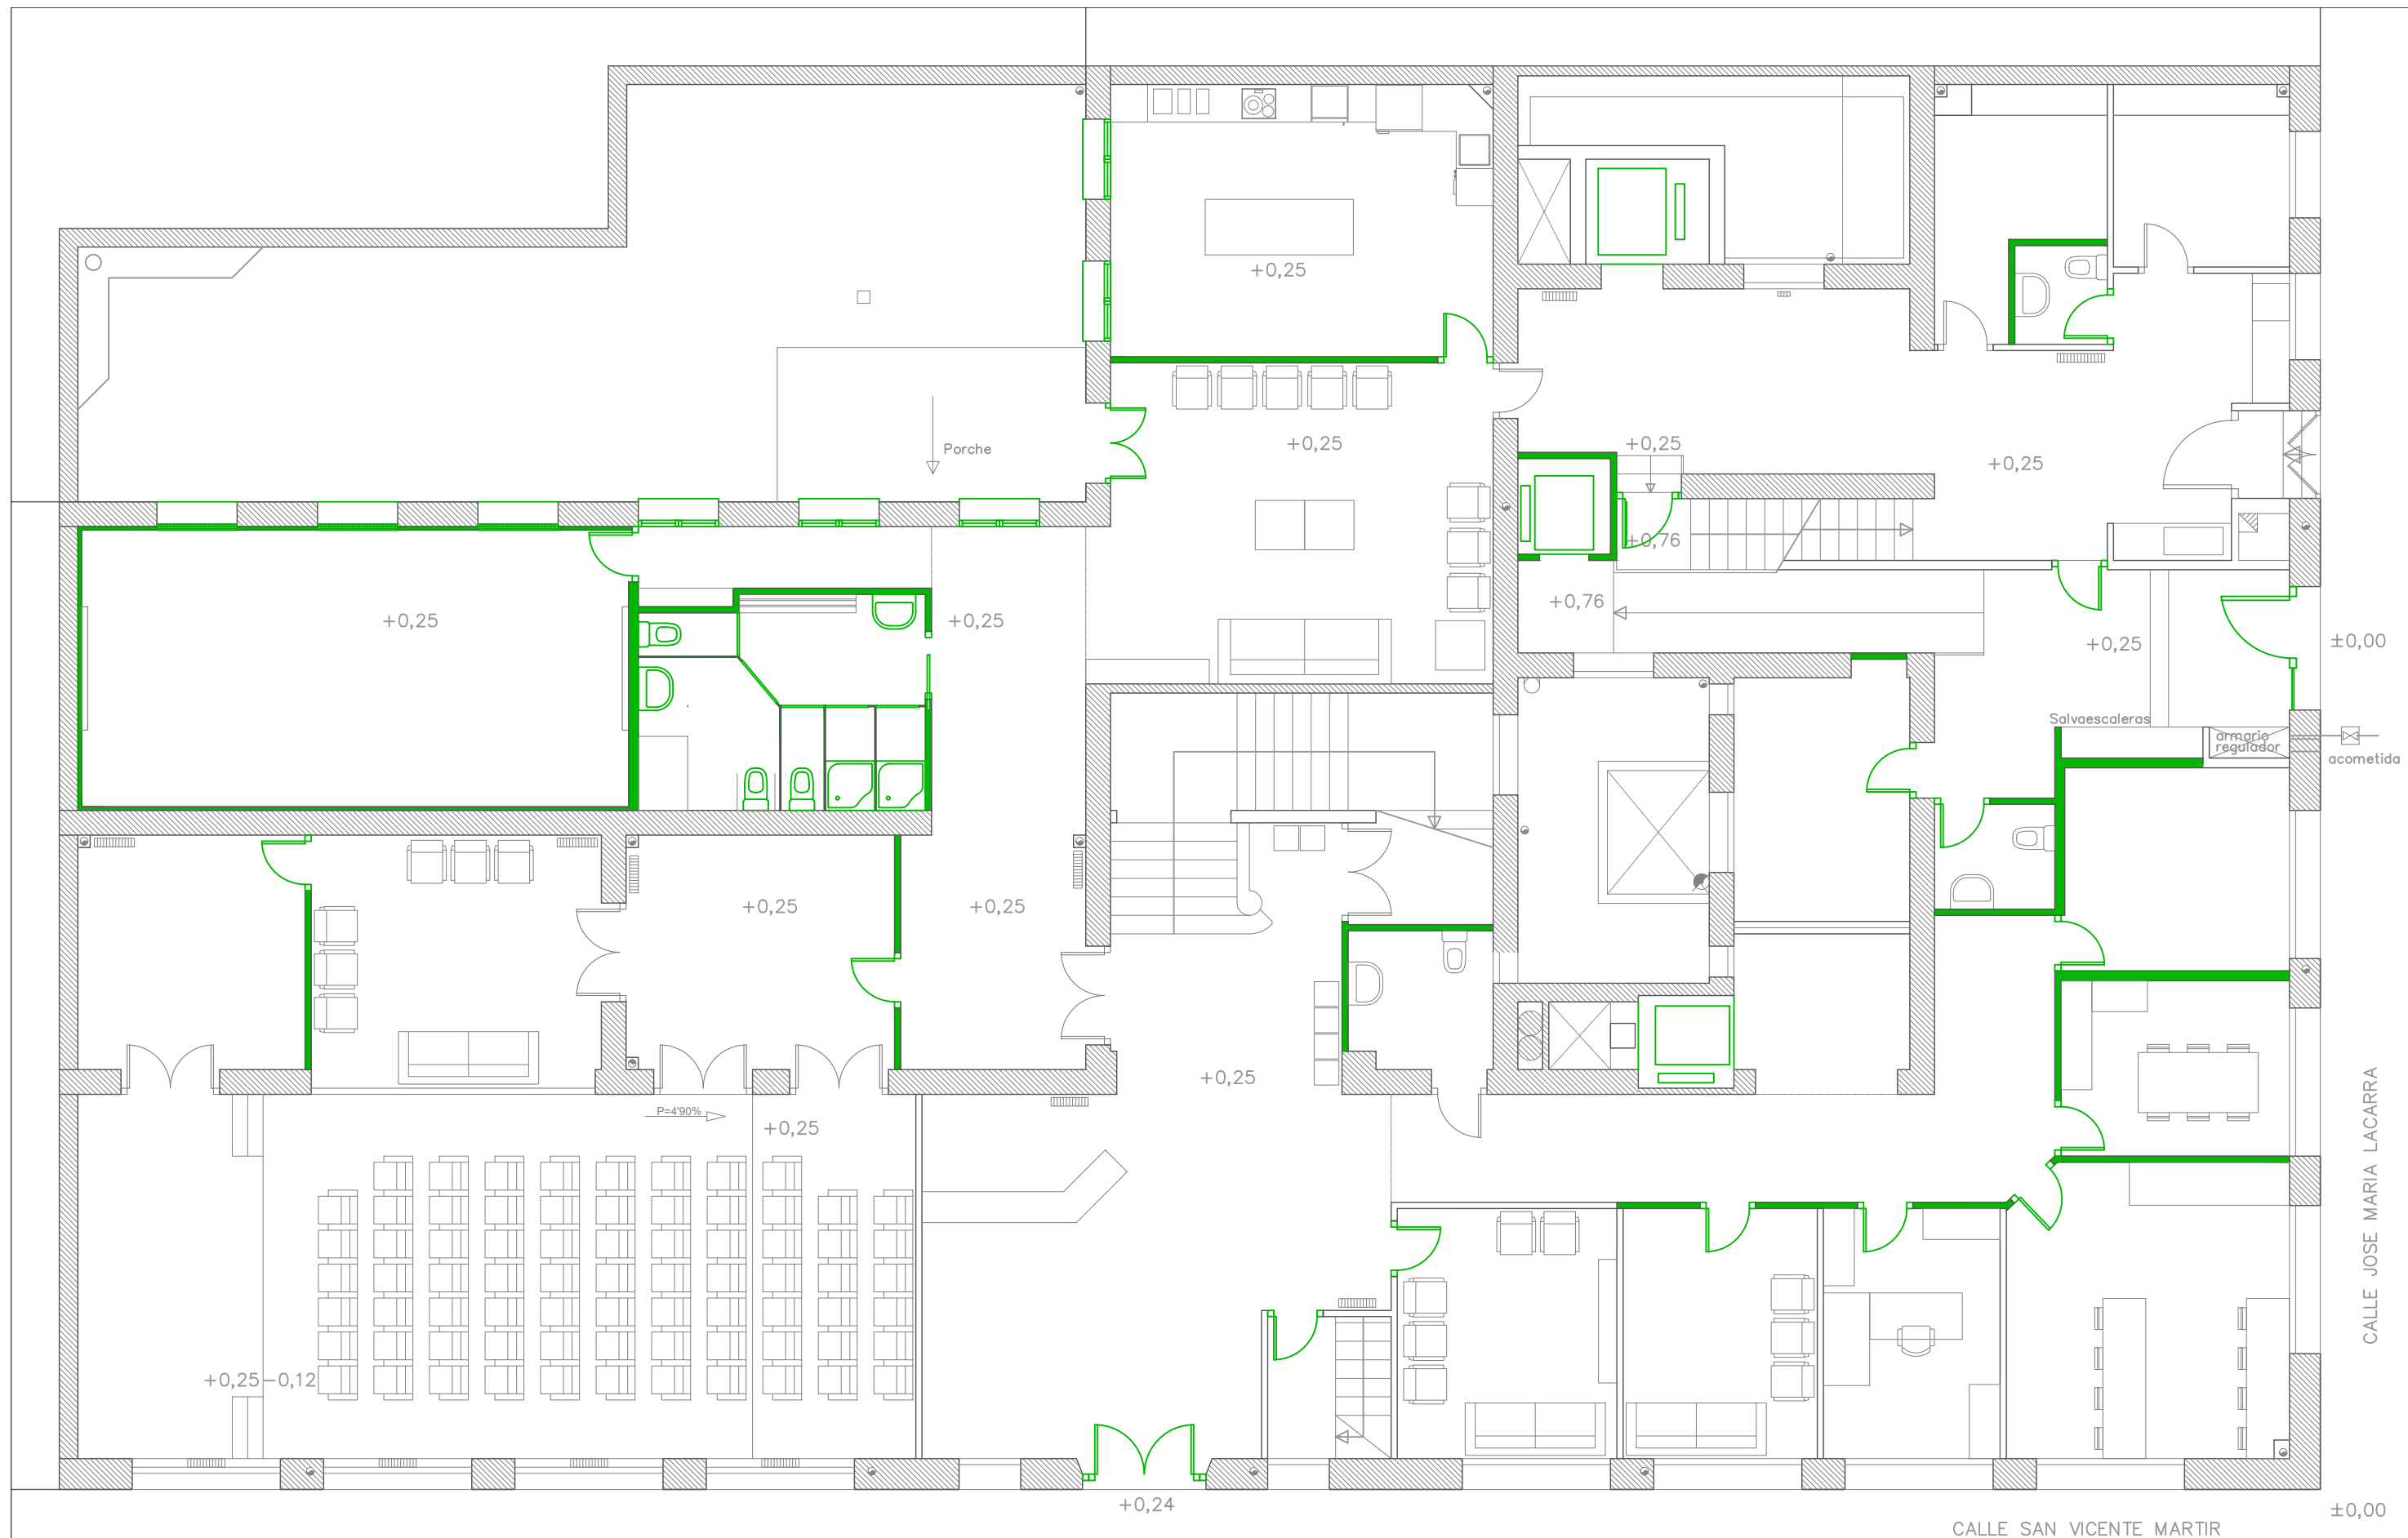 +0,25
Porche
+0,25
+0,25
+0,25
+0,76
+0,76
+0,25
+0,25
+0,25
±0,00
Salvaescaleras
armario
regulador
acometida
+0,25
+0,25
+0,25
P=4'90%
+0,25
+0,25
-0,12
+0,24
CALLE JOSE MARIA LACARRA
±0,00
CALLE SAN VICENTE MARTIR